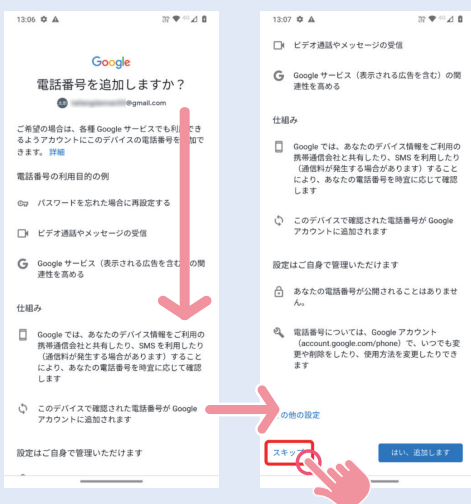 13:06
Google
電話番号を追加しますか？
@gmail.com
ご希望の場合は、各種 Google サービスでも利
でき
るようアカウントにこのデバイスの電話番号を
加で
きます。 詳細
電話番号の利用目的の例
パスワードを忘れた場合に再設定する
ビデオ通話やメッセージの受信
Google サービス（表示される広告を含む
の関
連性を高める
仕組み
Google では、あなたのデバイス情報をご利用の
携帯通信会社と共有したり、SMS を利用したり
（通信料が発生する場合があります）すること
により、あなたの電話番号を時宜に応じて確認
します
このデバイスで確認された電話番号が Google
アカウントに追加されます
設定はご自身で管理いただけます
13:07
ビデオ通話やメッセージの受信
Google サービス（表示される広告を含む）の関
連性を高める
仕組み
Google では、あなたのデバイス情報をご利用の
携帯通信会社と共有したり、SMS を利用したり
（通信料が発生する場合があります）すること
により、あなたの電話番号を時宜に応じて確認
します
このデバイスで確認された電話番号が Google
アカウントに追加されます
設定はご自身で管理いただけます
あなたの電話番号が公開されることはありませ
ん。
電話番号については、Google アカウント
（account.google.com/phone）で、いつでも変
更や削除をしたり、使用方法を変更したりでき
ます
の他の設定
スキップ
はい、追加します